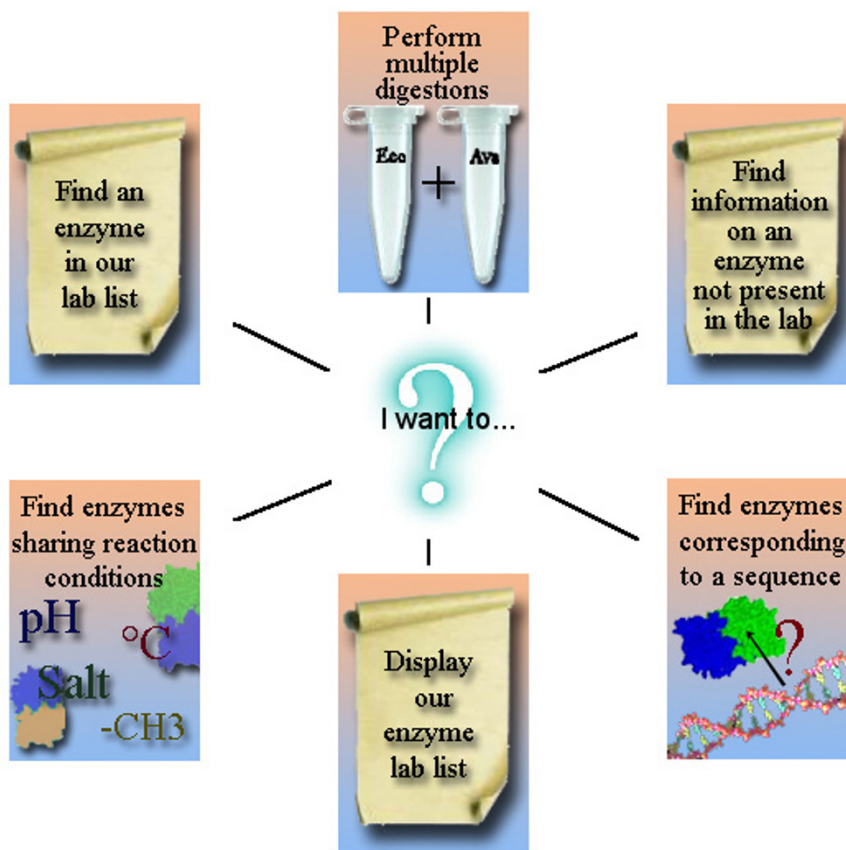 Perform
multiple
digestions
Eco
+
Ava
Find an
enzyme
in our
lab list
Find
information
on an
enzyme
not present
in the lab
?
I want to...
Find enzymes
sharing reaction
conditions
pH
°C
Salt
-CH3
Display
our
enzyme
lab list
Find enzymes
corresponding
to a sequence
?